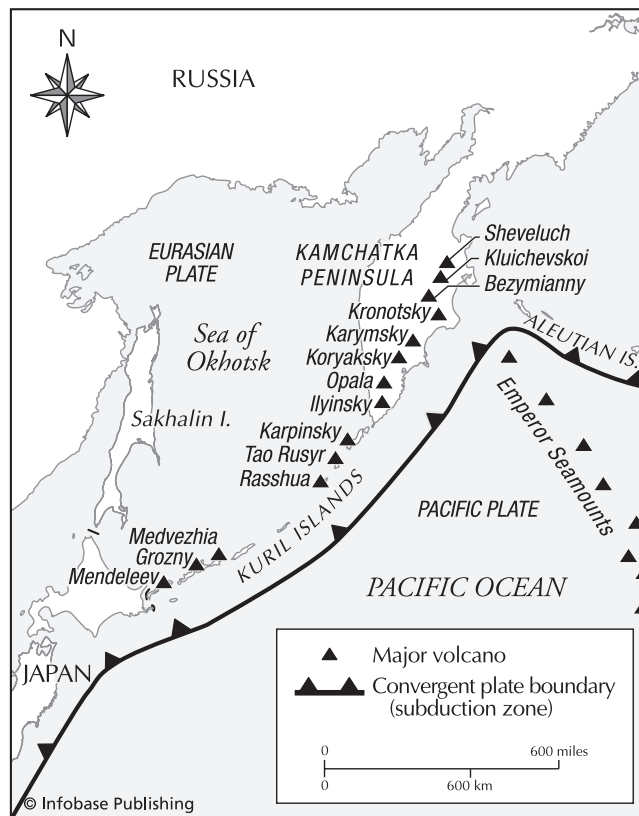 N
RUSSIA
Sheveluch
Kluichevskoi
EURASIAN
PLATE
KAMCHATKA
PENINSULA
Bezymianny
Kronotsky
Sea of
Okhotsk
Karymsky
Koryaksky
ALEUTIAN IS.
Opala
Ilyinsky
Sakhalin I.
Karpinsky
Tao Rusyr
Rasshua
Emperor Seamounts
KURIL ISLANDS
PACIFIC PLATE
Medvezhia
Grozny
Mendeleev
PACIFIC OCEAN
JAPAN
Major volcano
Convergent plate boundary
(subduction zone)
0 600 miles
0 600 km
© Infobase Publishing